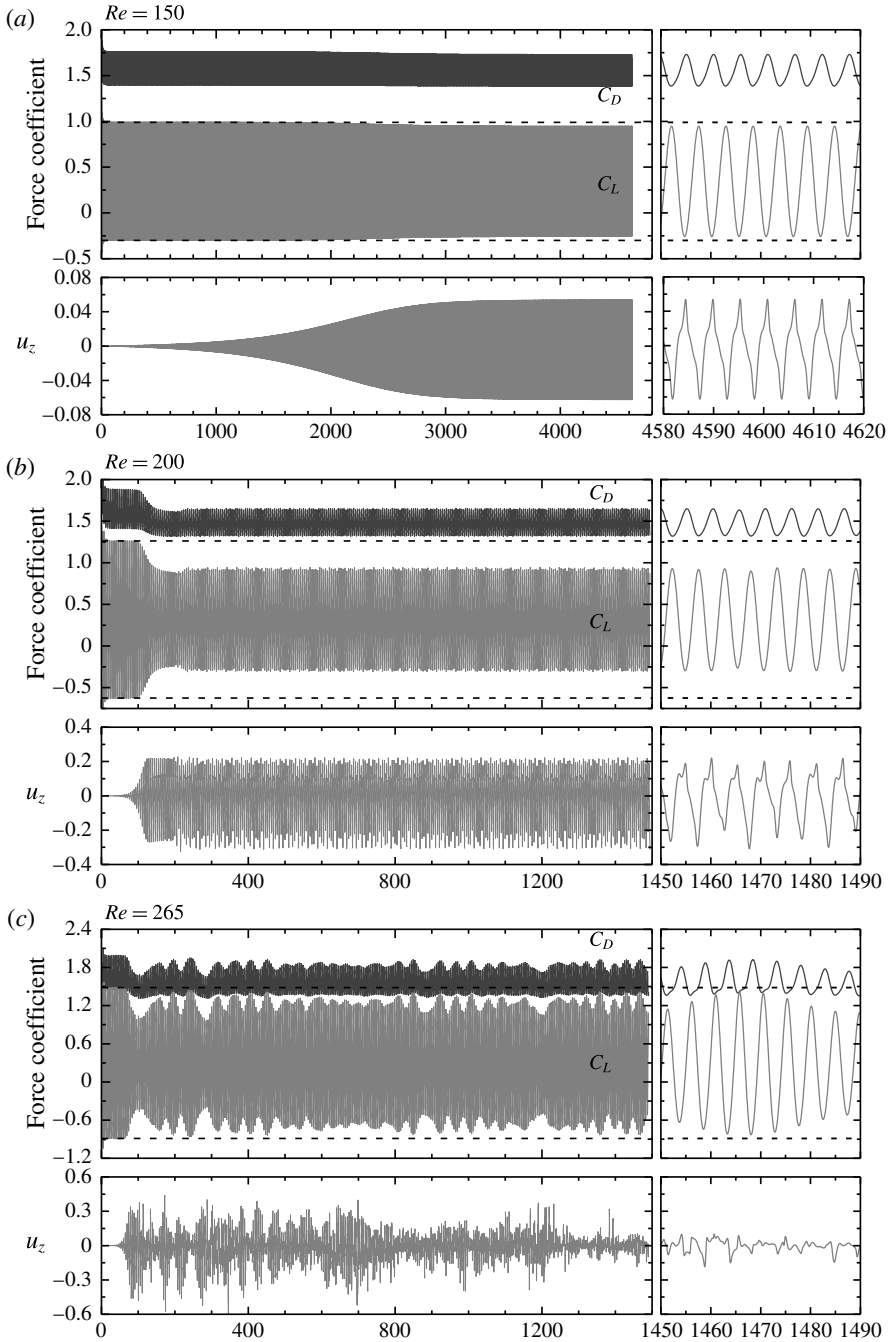 (a) Re = 150
2.0
1.5
1.0
0.5
0
–0.5
Force coefficient
C_D
C_L
0.08
0.04
0
–0.04
–0.08
u_z
0 1000 2000 3000 4000 4580 4590 4600 4610 4620
(b) Re = 200
2.0
1.5
1.0
0.5
0
–0.5
Force coefficient
C_D
C_L
0.4
0.2
0
–0.2
–0.4
u_z
0 400 800 1200 1450 1460 1470 1480 1490
(c) Re = 265
2.4
1.8
1.2
0.6
0
–0.6
–1.2
Force coefficient
C_D
C_L
0.6
0.3
0
–0.3
–0.6
u_z
0 400 800 1200 1450 1460 1470 1480 1490